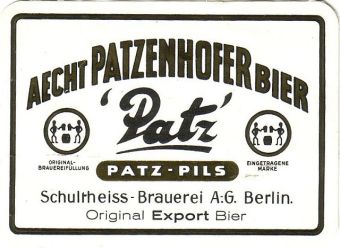 AECHT PATZENHOFER BIER
'Patz'
ORIGINAL-
BRAUEREIFÜLLUNG
EINGETRAGENE
MARKE
PATZ-PILS
Schultheiss-Brauerei A:G. Berlin.
Original Export Bier